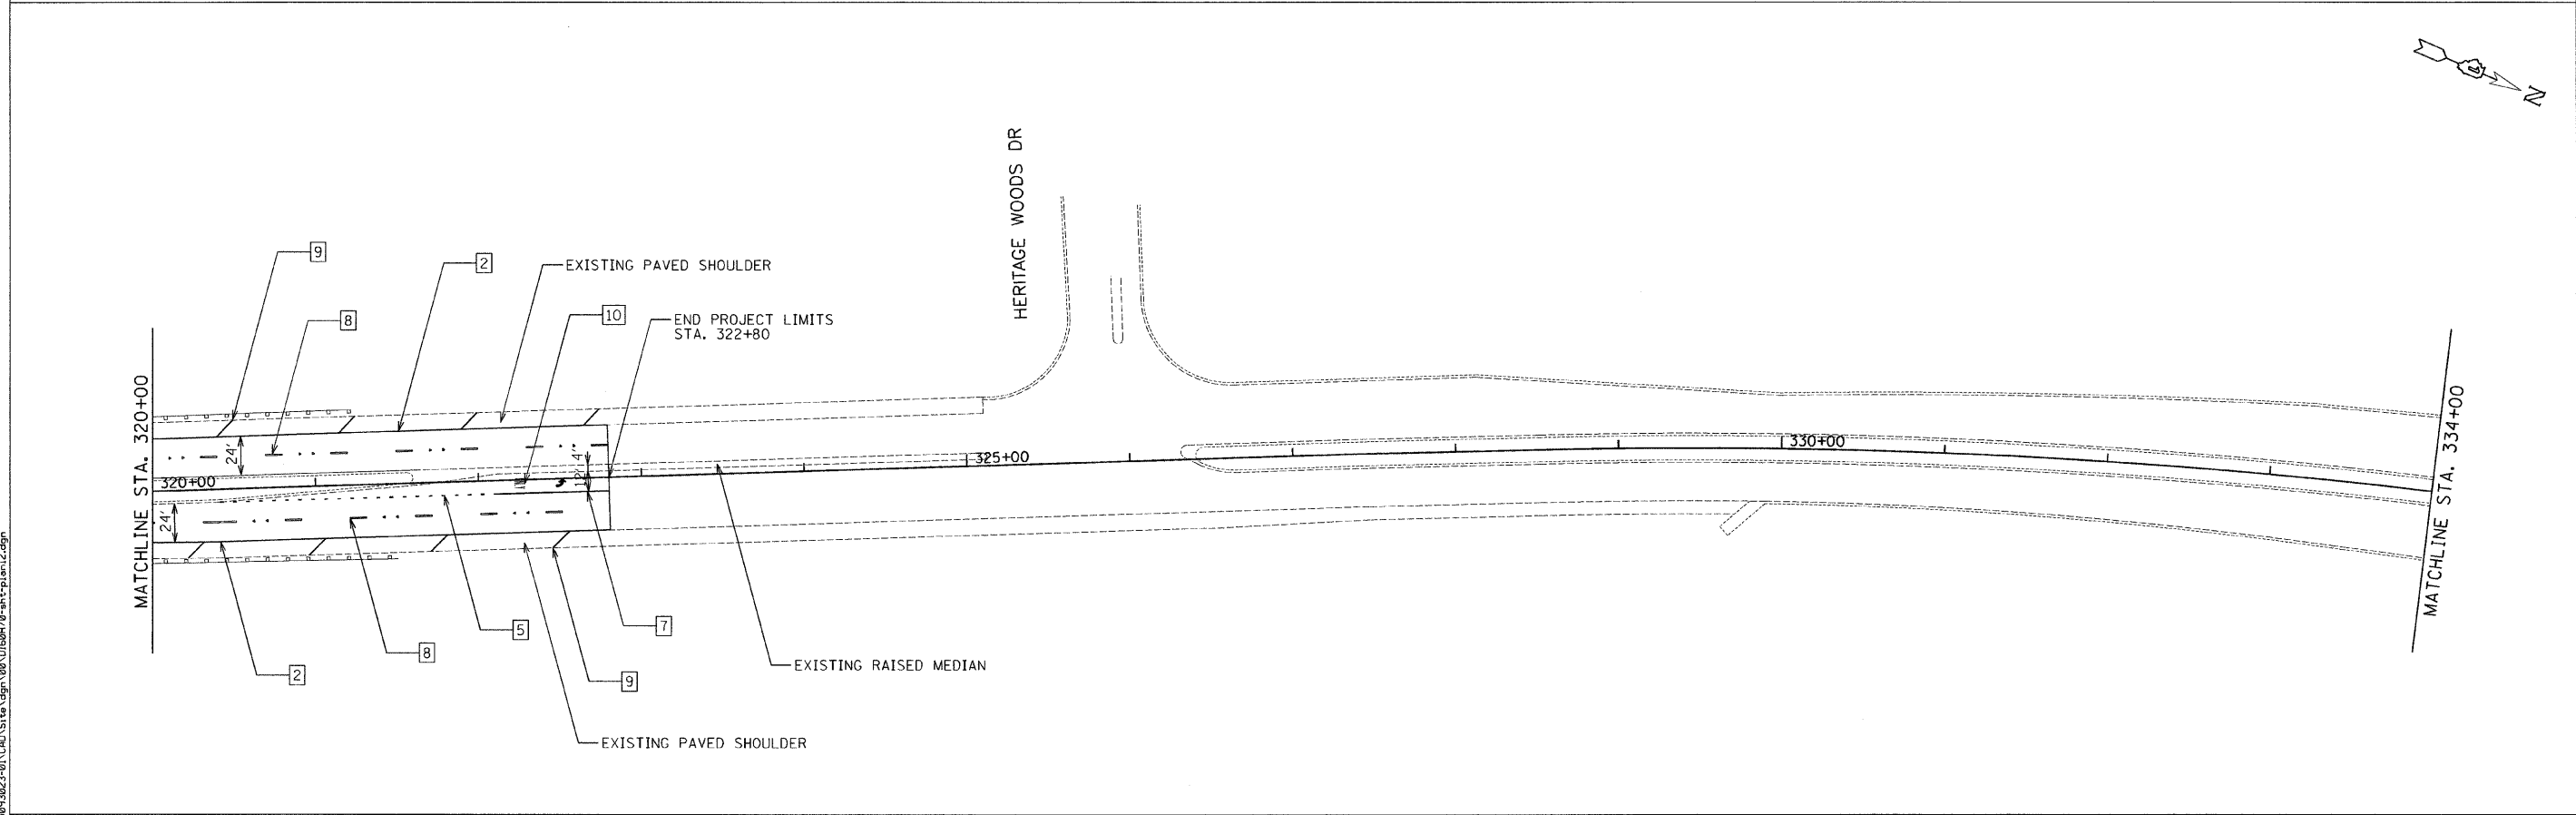 N
HERITAGE WOODS DR
9
2
EXISTING PAVED SHOULDER
8
10
END PROJECT LIMITS
STA. 322+80
MATCHLINE STA. 320+00
24'
320+00
325+00
330+00
MATCHLINE STA. 334+00
4'
12'
24'
5
7
8
2
9
EXISTING RAISED MEDIAN
EXISTING PAVED SHOULDER